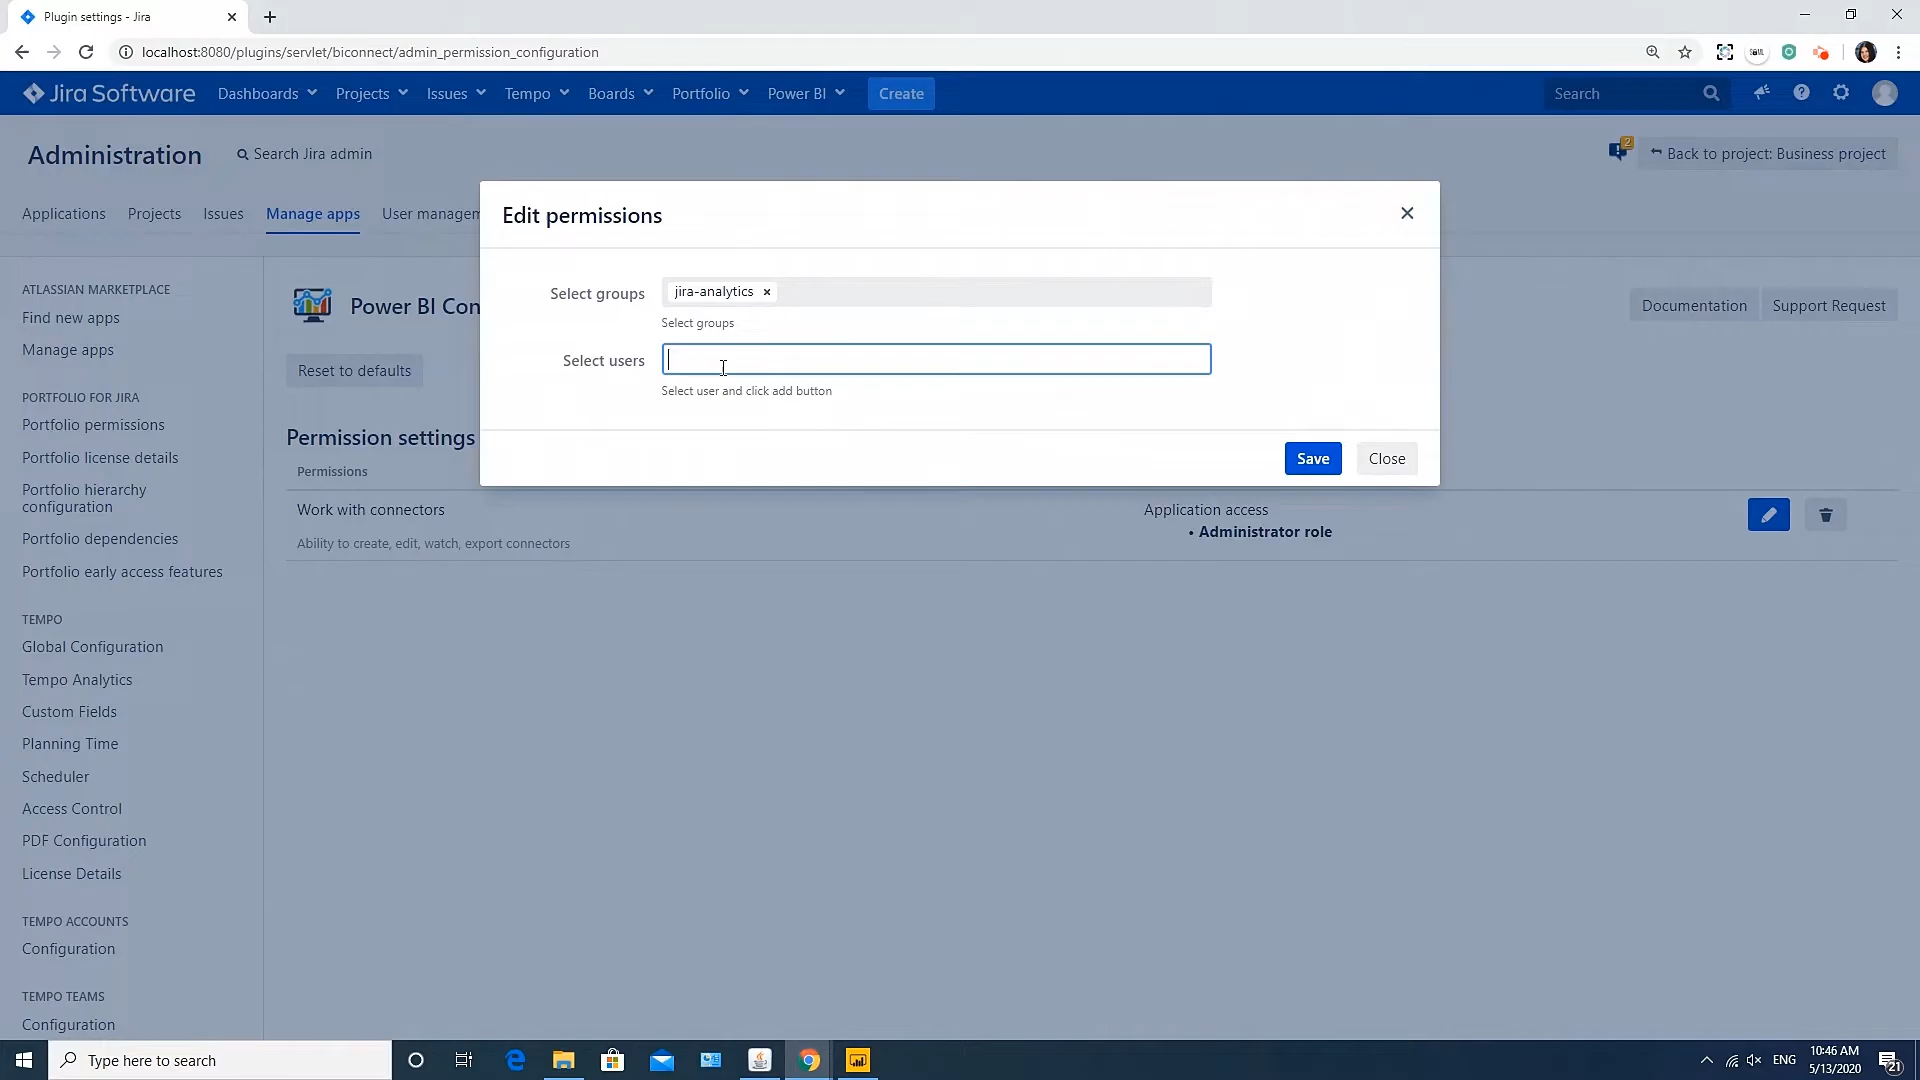 Plugin settings - Jira
localhost:8080/plugins/servlet/biconnect/admin_permission_configuration
Jira Software Dashboards Projects Issues Tempo Boards Portfolio Power BI Create Search
Administration Search Jira admin 2 Back to project: Business project
Applications Projects Issues Manage apps User managem
Edit permissions
Select groups jira-analytics
Select groups
Select users
Select user and click add button
Save Close
ATLASSIAN MARKETPLACE
Find new apps
Manage apps
PORTFOLIO FOR JIRA
Portfolio permissions
Portfolio license details
Portfolio hierarchy
configuration
Portfolio dependencies
Portfolio early access features
TEMPO
Global Configuration
Tempo Analytics
Custom Fields
Planning Time
Scheduler
Access Control
PDF Configuration
License Details
TEMPO ACCOUNTS
Configuration
TEMPO TEAMS
Configuration
Power BI Con
Documentation Support Request
Reset to defaults
Permission settings
Permissions
Work with connectors Application access
• Administrator role
Ability to create, edit, watch, export connectors
Type here to search
ENG 10:46 AM
5/13/2020
21